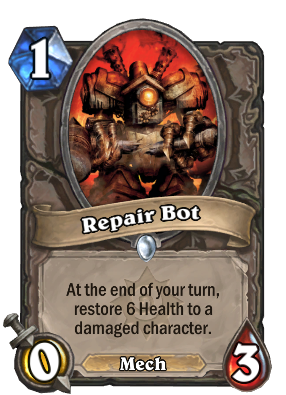 1
Repair Bot
At the end of your turn,
restore 6 Health to a
damaged character.
0
Mech
3